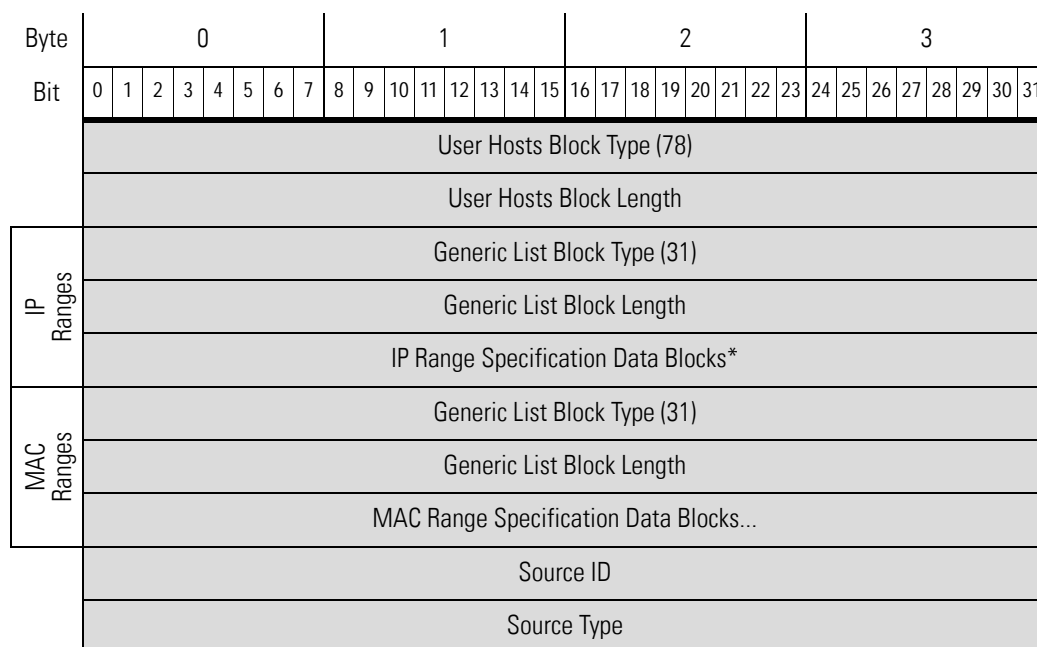 Byte 0 1 2 3
Bit 0 1 2 3 4 5 6 7 8 9 10 11 12 13 14 15 16 17 18 19 20 21 22 23 24 25 26 27 28 29 30 31
User Hosts Block Type (78)
User Hosts Block Length
IP
Ranges
Generic List Block Type (31)
Generic List Block Length
IP Range Specification Data Blocks*
MAC
Ranges
Generic List Block Type (31)
Generic List Block Length
MAC Range Specification Data Blocks...
Source ID
Source Type